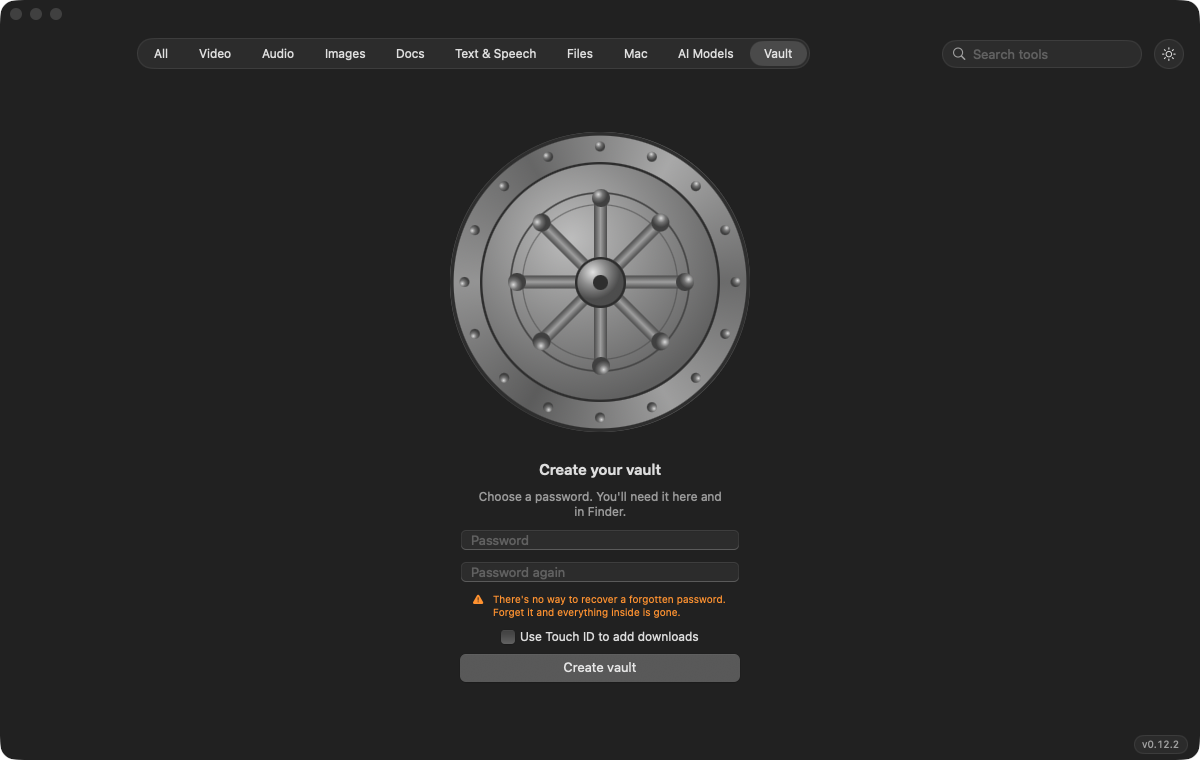 All
Video
Audio
Images
Docs
Text & Speech
Files
Mac
AI Models
Vault
Search tools
Create your vault
Choose a password. You'll need it here and
in Finder.
Password
Password again
There's no way to recover a forgotten password.
Forget it and everything inside is gone.
Use Touch ID to add downloads
Create vault
v0.12.2